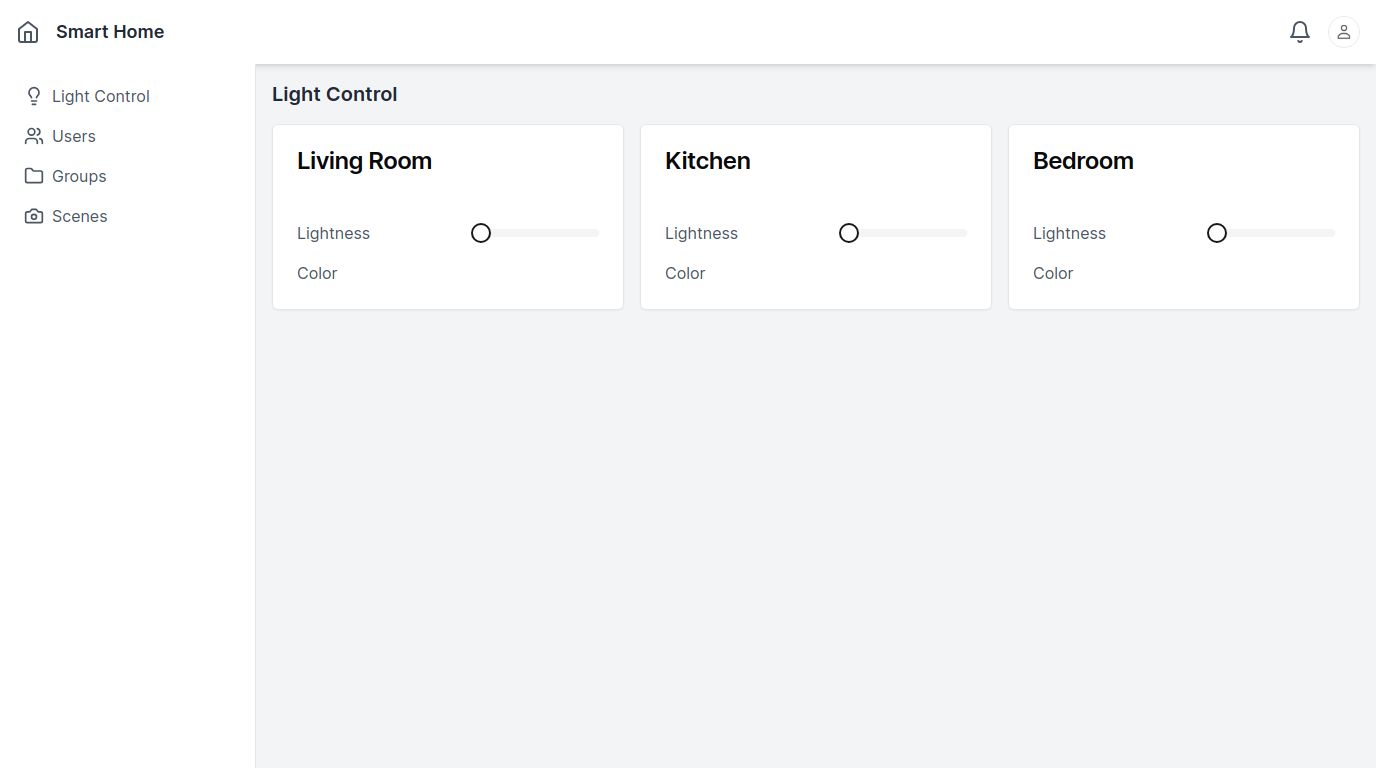 Smart Home
Light Control
Users
Groups
Scenes
Light Control
Living Room
Lightness
Color
Kitchen
Lightness
Color
Bedroom
Lightness
Color